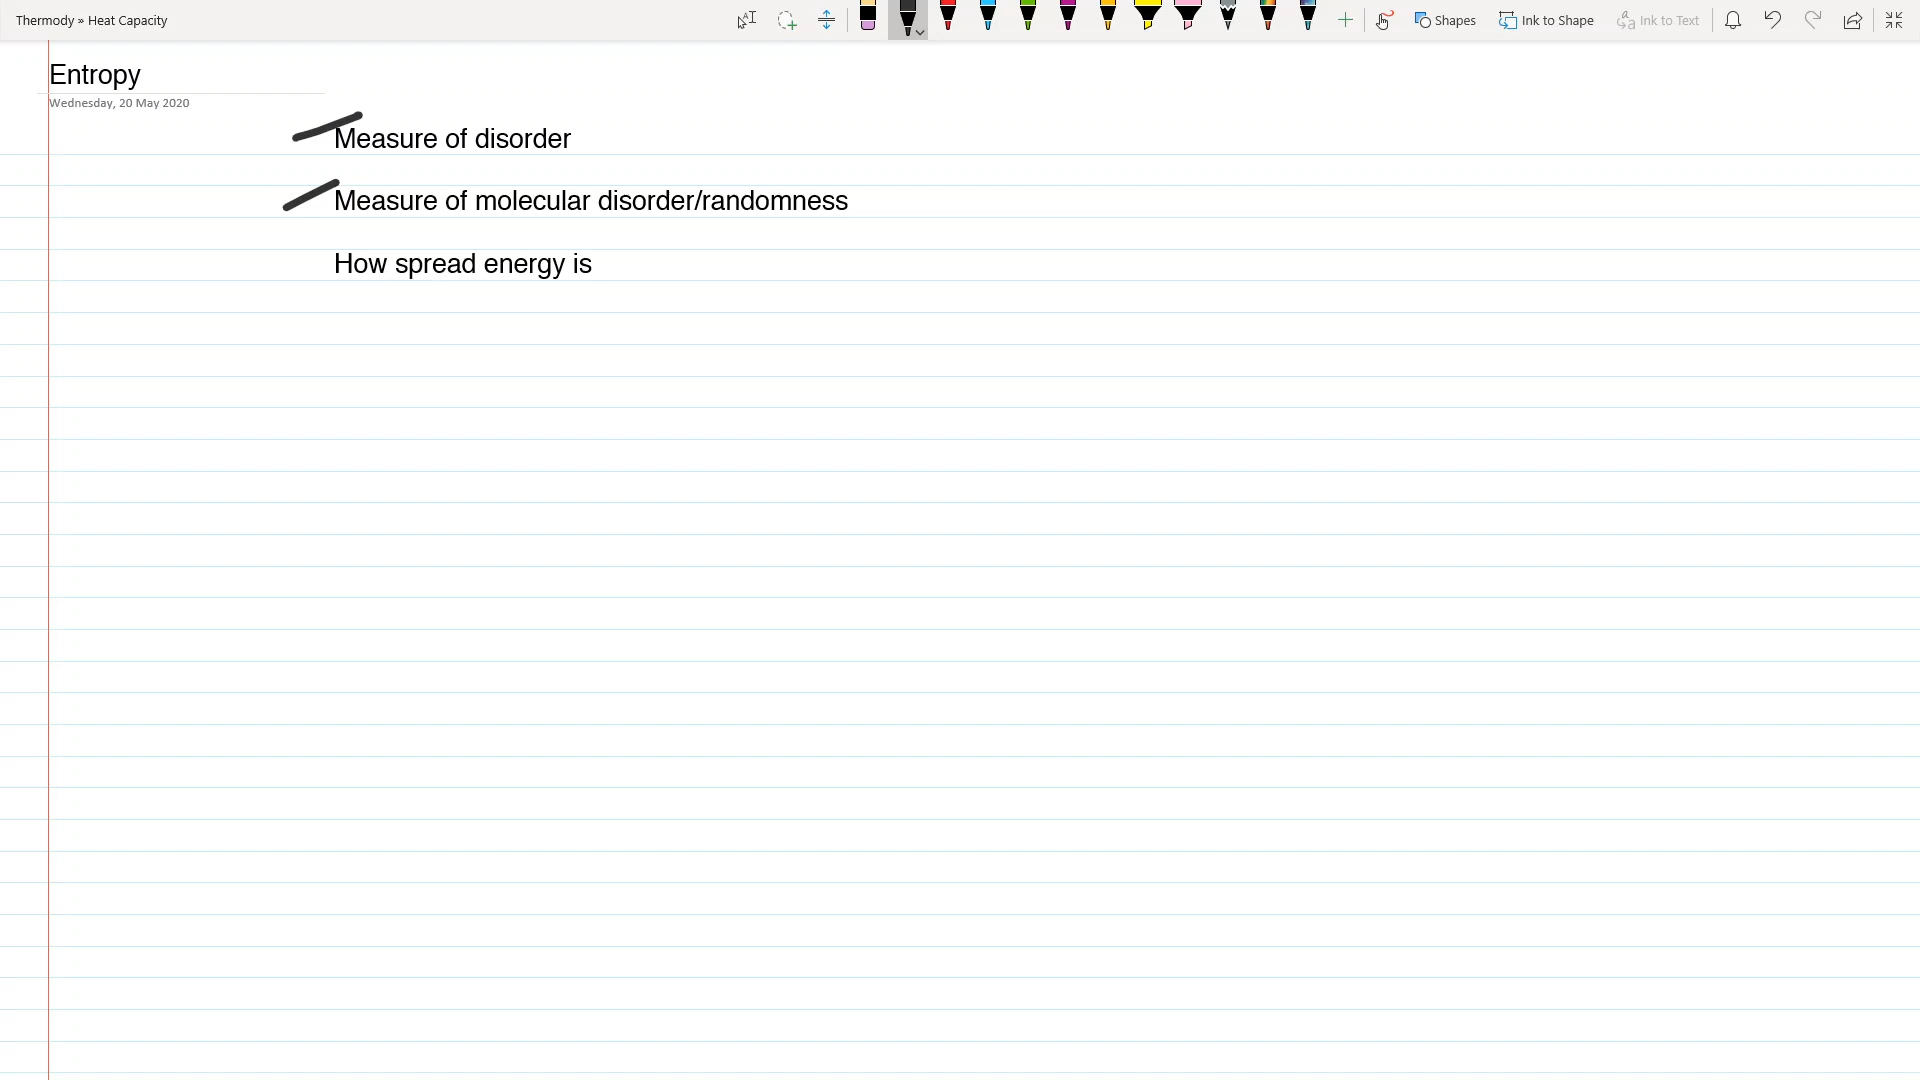 Thermody » Heat Capacity
Shapes
Ink to Shape
Ink to Text
Entropy
Wednesday, 20 May 2020
Measure of disorder
Measure of molecular disorder/randomness
How spread energy is